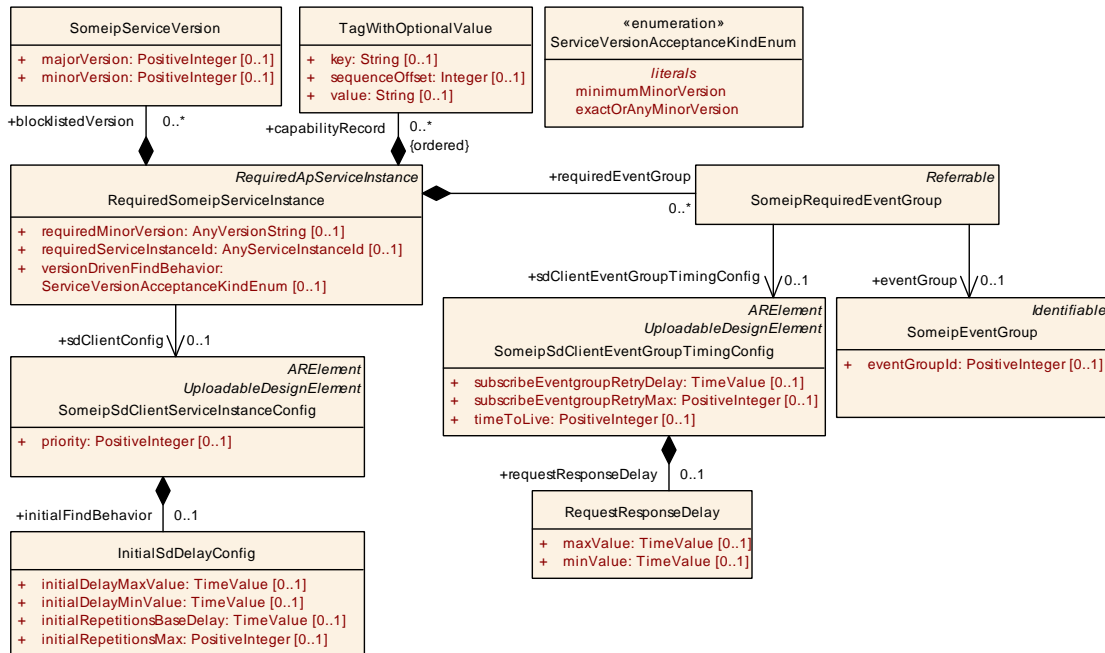 SomeipServiceVersion
+ majorVersion: PositiveInteger [0..1]
+ minorVersion: PositiveInteger [0..1]
TagWithOptionalValue
+ key: String [0..1]
+ sequenceOffset: Integer [0..1]
+ value: String [0..1]
«enumeration»
ServiceVersionAcceptanceKindEnum
literals
minimumMinorVersion
exactOrAnyMinorVersion
+blocklistedVersion 0..*
+capabilityRecord 0..*
{ordered}
RequiredApServiceInstance
RequiredSomeipServiceInstance
+ requiredMinorVersion: AnyVersionString [0..1]
+ requiredServiceInstanceId: AnyServiceInstanceId [0..1]
+ versionDrivenFindBehavior:
ServiceVersionAcceptanceKindEnum [0..1]
+requiredEventGroup
0..*
Referrable
SomeipRequiredEventGroup
+sdClientEventGroupTimingConfig 0..1
+eventGroup 0..1
ARElement
UploadableDesignElement
SomeipSdClientEventGroupTimingConfig
+ subscribeEventgroupRetryDelay: TimeValue [0..1]
+ subscribeEventgroupRetryMax: PositiveInteger [0..1]
+ timeToLive: PositiveInteger [0..1]
Identifiable
SomeipEventGroup
+ eventGroupId: PositiveInteger [0..1]
+sdClientConfig 0..1
ARElement
UploadableDesignElement
SomeipSdClientServiceInstanceConfig
+ priority: PositiveInteger [0..1]
+requestResponseDelay 0..1
RequestResponseDelay
+ maxValue: TimeValue [0..1]
+ minValue: TimeValue [0..1]
+initialFindBehavior 0..1
InitialSdDelayConfig
+ initialDelayMaxValue: TimeValue [0..1]
+ initialDelayMinValue: TimeValue [0..1]
+ initialRepetitionsBaseDelay: TimeValue [0..1]
+ initialRepetitionsMax: PositiveInteger [0..1]